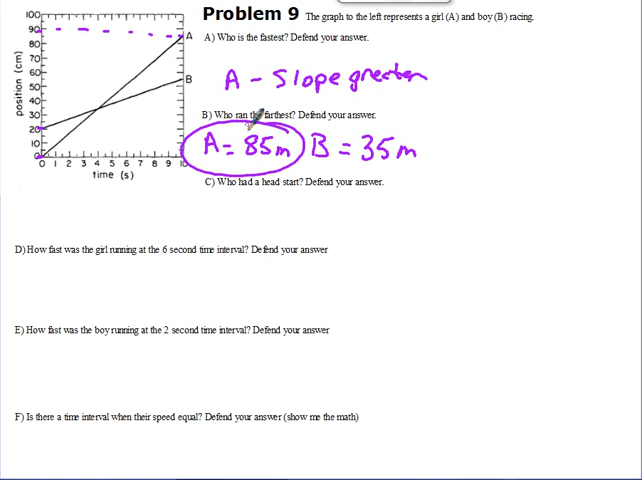 Problem 9 The graph to the left represents a girl (A) and boy (B) racing.
A) Who is the fastest? Defend your answer.
A - Slope greater
B) Who ran the farthest? Defend your answer.
A = 85m B = 35m
C) Who had a head start? Defend your answer.
100
90
80
70
60
50
40
30
20
10
0
position (cm)
A
B
0 1 2 3 4 5 6 7 8 9
time (s)
D) How fast was the girl running at the 6 second time interval? Defend your answer
E) How fast was the boy running at the 2 second time interval? Defend your answer
F) Is there a time interval when their speed equal? Defend your answer (show me the math)